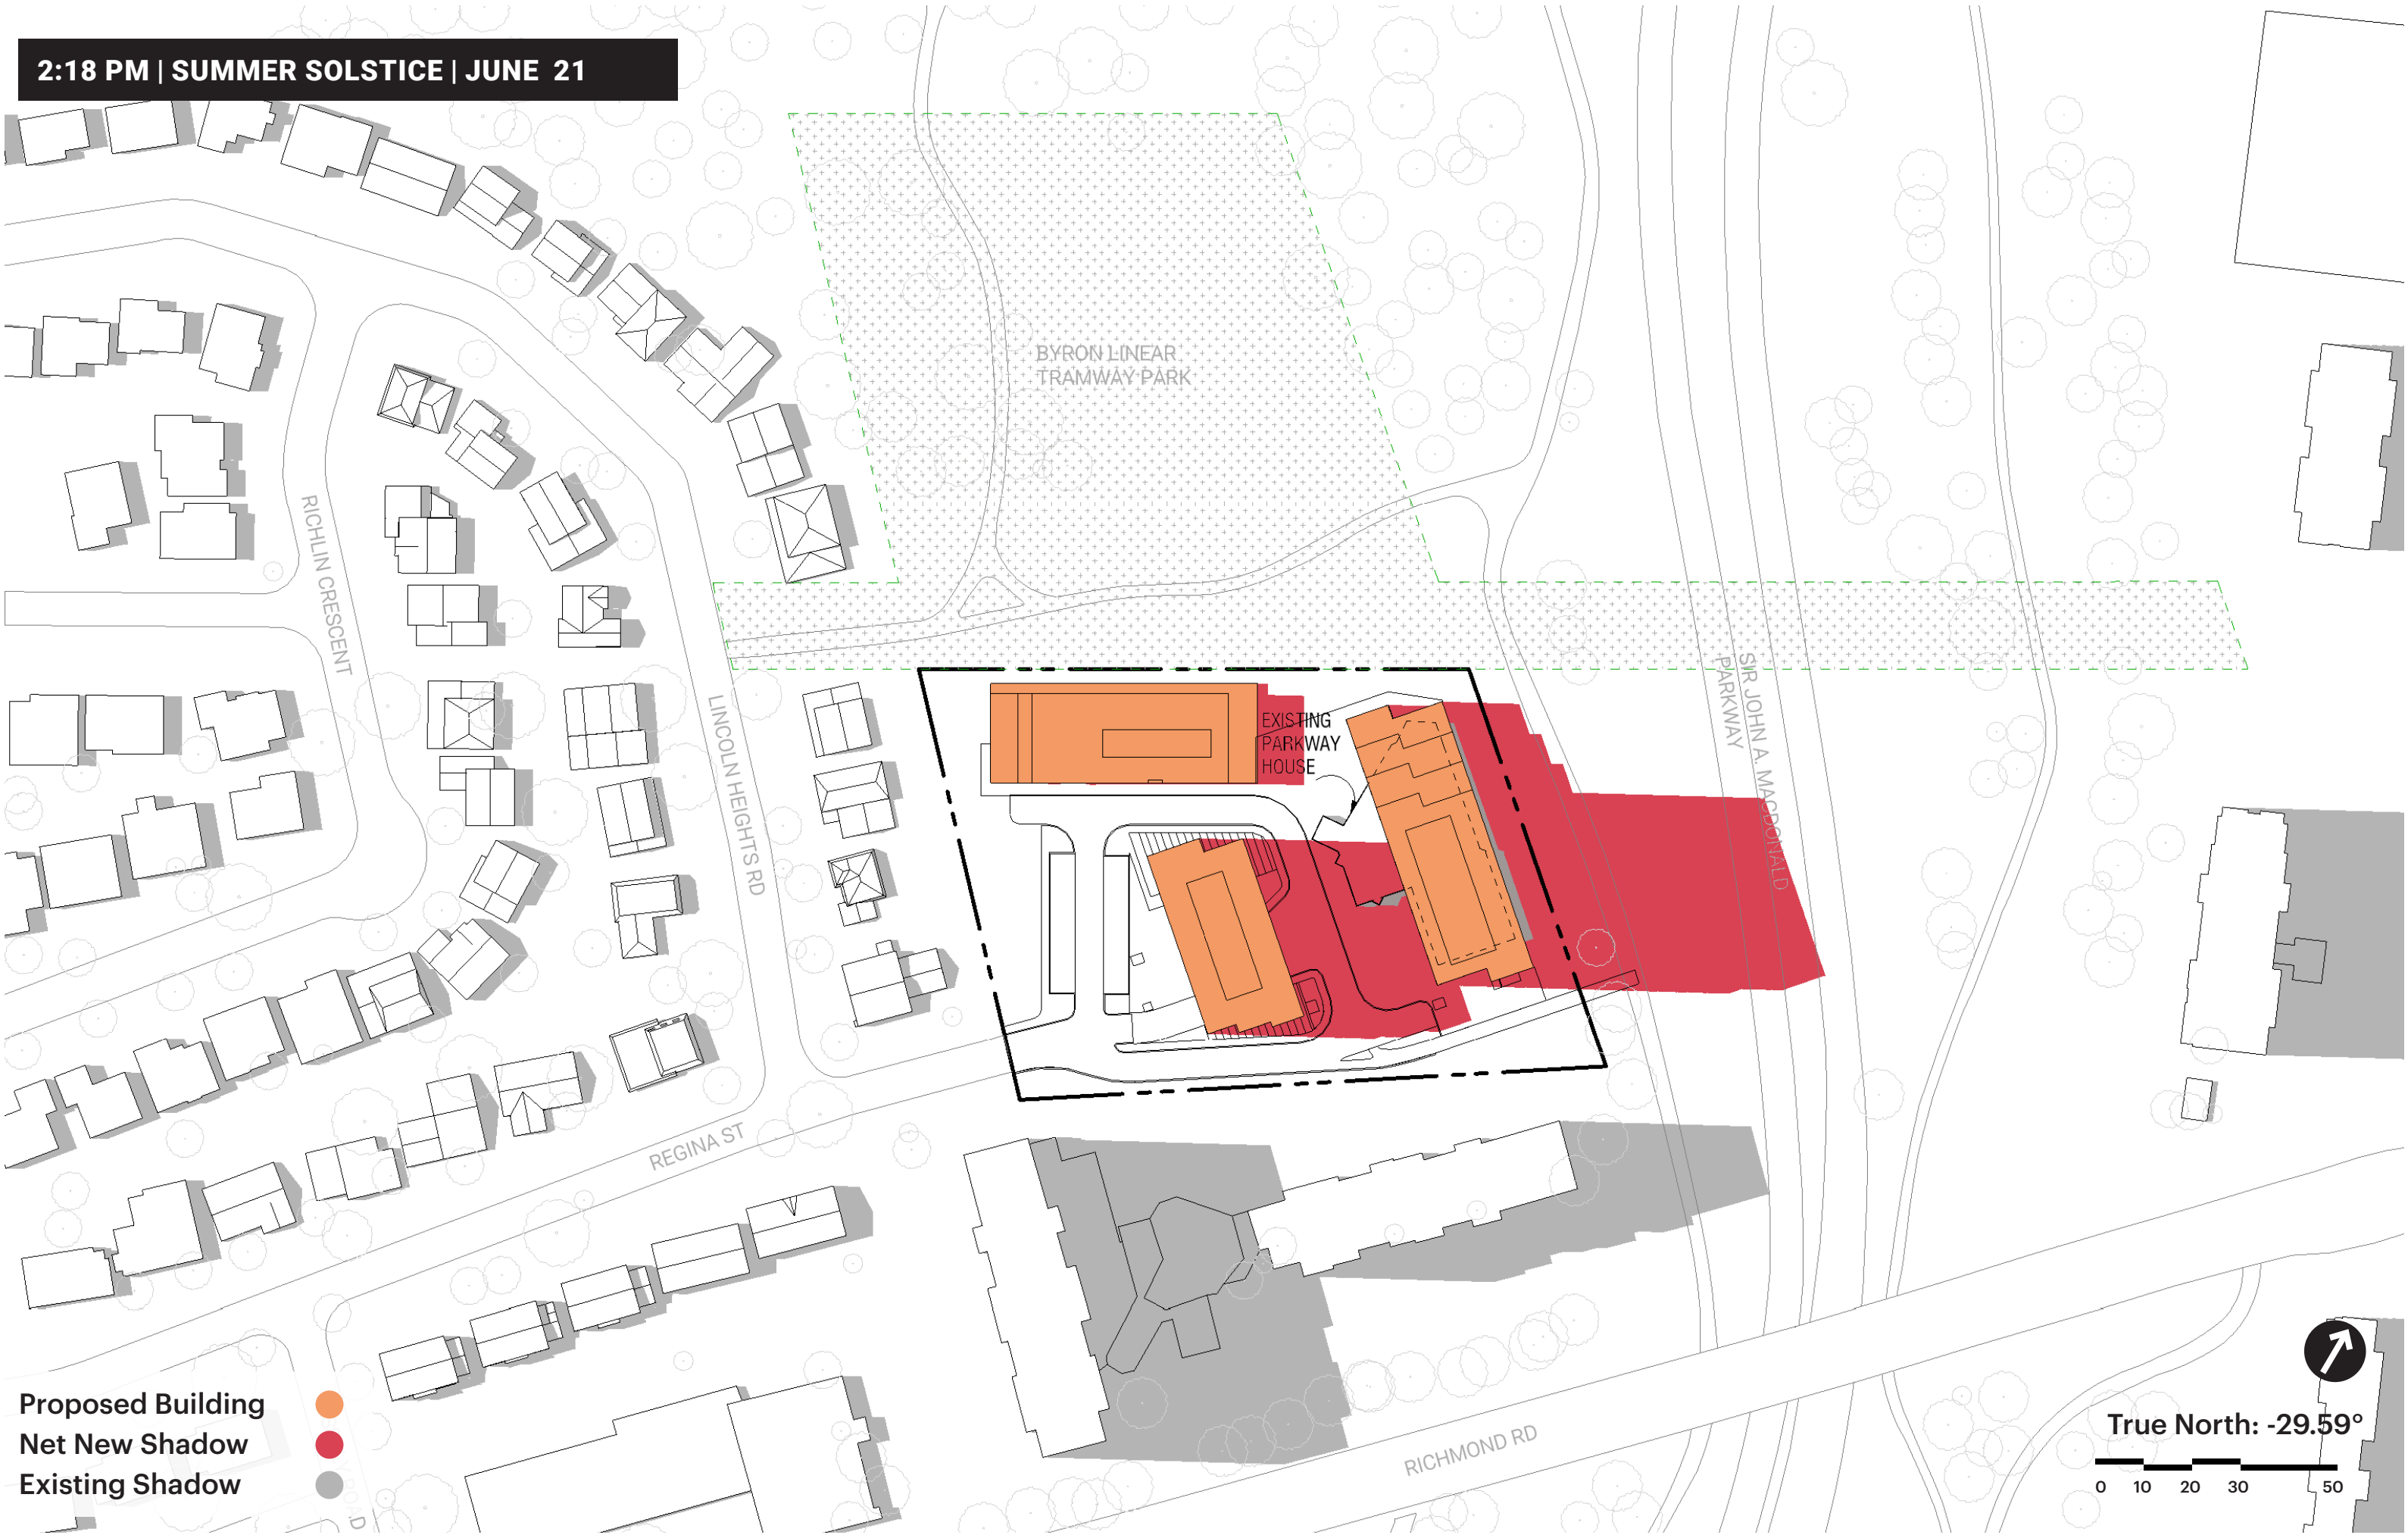 2:18 PM | SUMMER SOLSTICE | JUNE 21
BYRON LINEAR
TRAMWAY PARK
RICHLIN CRESCENT
LINCOLN HEIGHTS RD
SIR JOHN A. MACDONALD
PARKWAY
EXISTING
PARKWAY
HOUSE
REGINA ST
RICHMOND RD
Proposed Building
Net New Shadow
Existing Shadow
True North: -29.59°
0 10 20 30 50